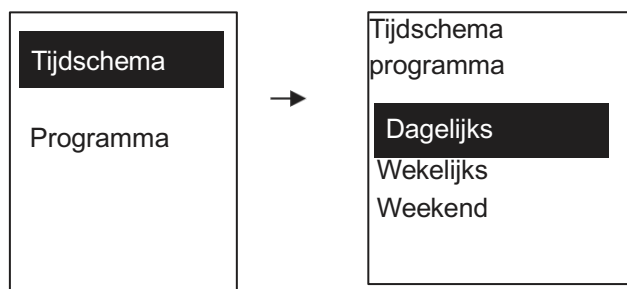 Tijdschema
Programma
Tijdschema
programma
Dagelijks
Wekelijks
Weekend